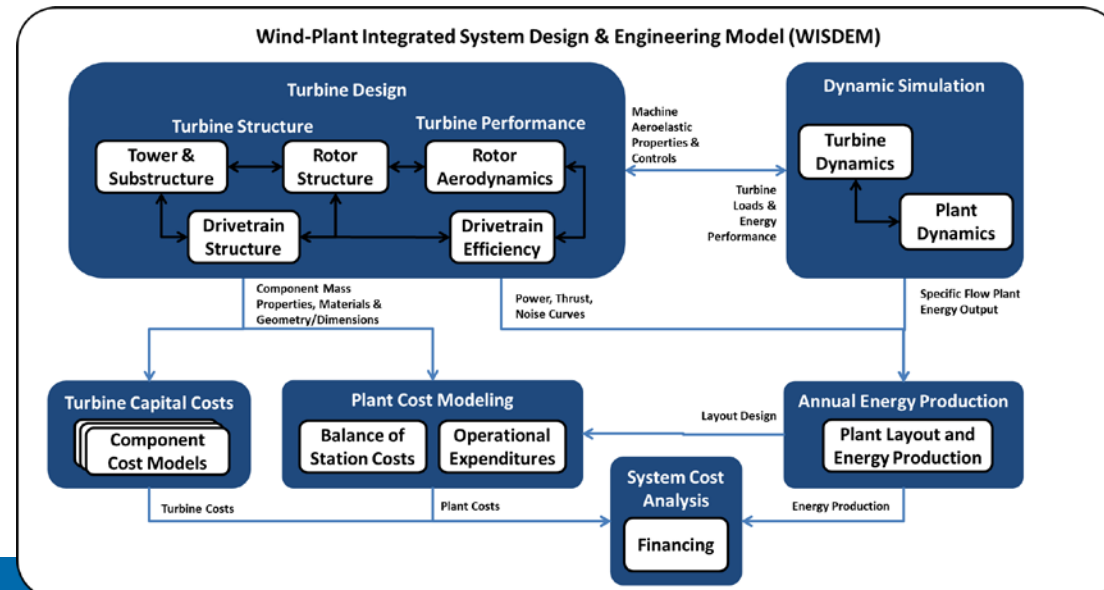 Wind-Plant Integrated System Design & Engineering Model (WISDEM)
Turbine Design
Turbine Structure
Turbine Performance
Tower &
Substructure
Rotor
Structure
Rotor
Aerodynamics
Drivetrain
Structure
Drivetrain
Efficiency
Machine
Aeroelastic
Properties &
Controls
Turbine
Loads &
Energy
Performance
Dynamic Simulation
Turbine
Dynamics
Plant
Dynamics
Component Mass
Properties, Materials &
Geometry/Dimensions
Power, Thrust,
Noise Curves
Specific Flow Plant
Energy Output
Turbine Capital Costs
Component
Cost Models
Plant Cost Modeling
Balance of
Station Costs
Operational
Expenditures
Layout Design
Annual Energy Production
Plant Layout and
Energy Production
Turbine Costs
Plant Costs
System Cost
Analysis
Financing
Energy Production